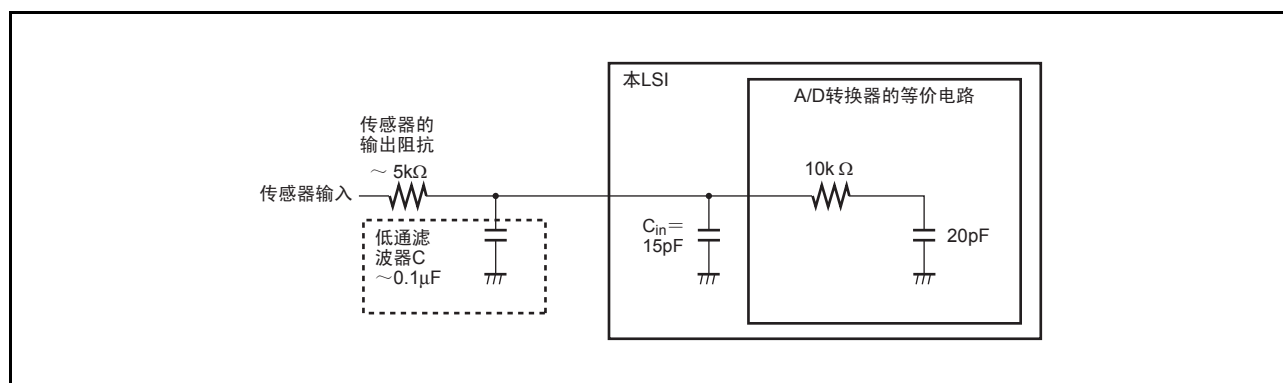 本LSI
A/D转换器的等价电路
传感器的
输出阻抗
～ 5kΩ
10k Ω
传感器输入
低通滤
波器C
～0.1μF
Cin＝
15pF
20pF